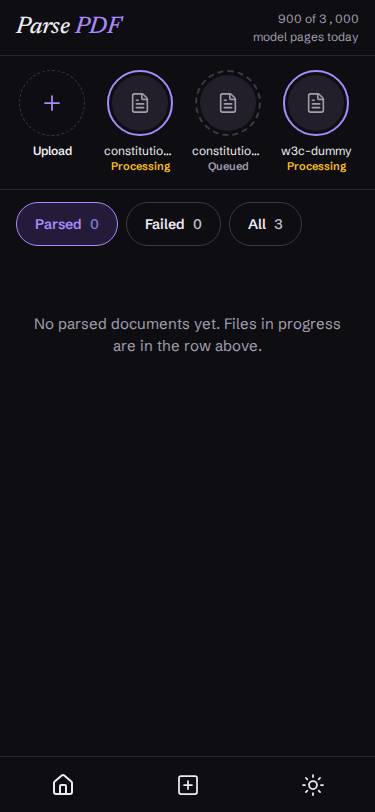 Parse PDF
900 of 3,000
model pages today
Upload
constitutio…
Processing
constitutio…
Queued
w3c-dummy
Processing
Parsed 0
Failed 0
All 3
No parsed documents yet. Files in progress
are in the row above.